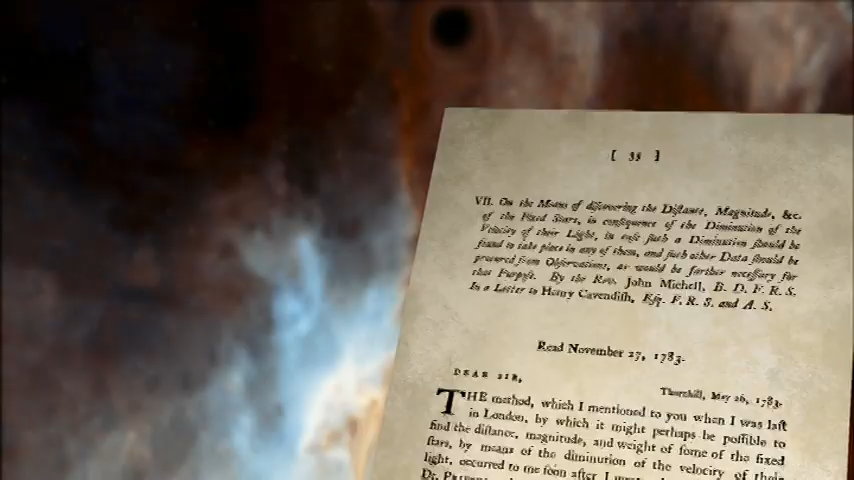 [ 35 ]
VII. On the Means of discovering the Distance, Magnitude, &c.
of the Fixed Stars, in consequence of the Diminution of the
Velocity of their Light, in case such a Diminution should be
found to take place in any of them, and such other Data should be
procured from Observations, as would be farther necessary for
that Purpose. By the Rev. John Michell, B. D. F. R. S.
In a Letter to Henry Cavendish, Esq. F. R. S. and A. S.
Read November 27, 1783.
DEAR SIR,
Thornhill, May 26, 1783.
THE method, which I mentioned to you when I was last
in London, by which it might perhaps be possible to
find the distance, magnitude, and weight of some of the fixed
stars, by means of the diminution of the velocity of their
light, occurred to me soon after I
Dr.